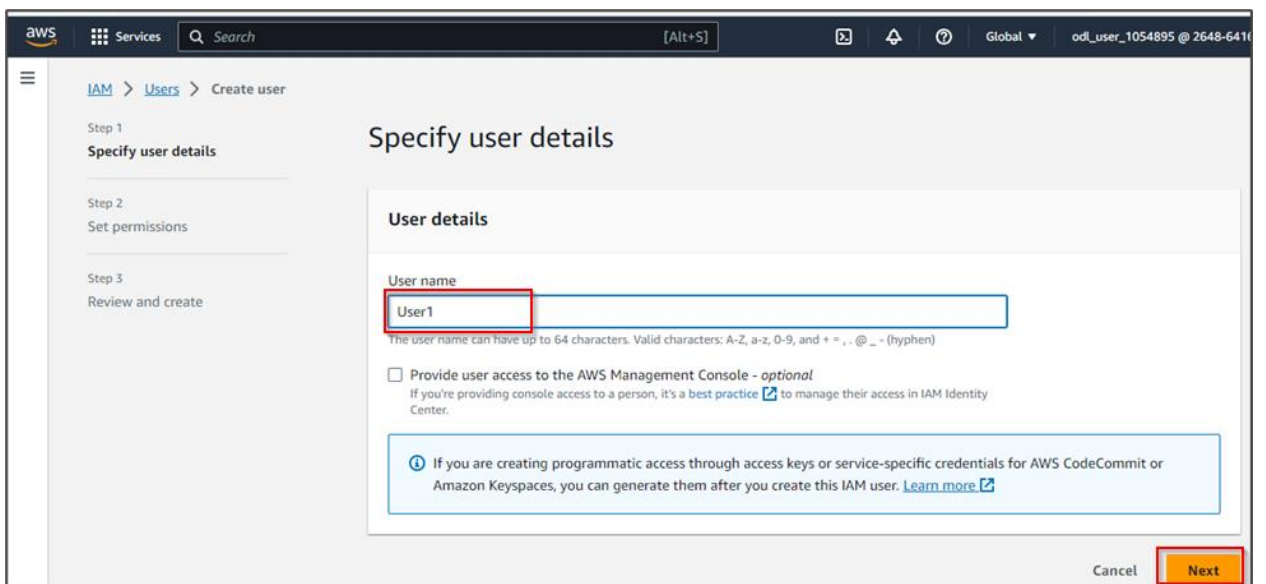 aws Services Search [Alt+S] Global odl_user_1054895 @ 2648-6416
IAM > Users > Create user
Step 1
Specify user details
Step 2
Set permissions
Step 3
Review and create
Specify user details
User details
User name
User1
The user name can have up to 64 characters. Valid characters: A-Z, a-z, 0-9, and + = , . @ _ - (hyphen)
Provide user access to the AWS Management Console - optional
If you're providing console access to a person, it's a best practice to manage their access in IAM Identity
Center.
If you are creating programmatic access through access keys or service-specific credentials for AWS CodeCommit or
Amazon Keyspaces, you can generate them after you create this IAM user. Learn more
Cancel Next